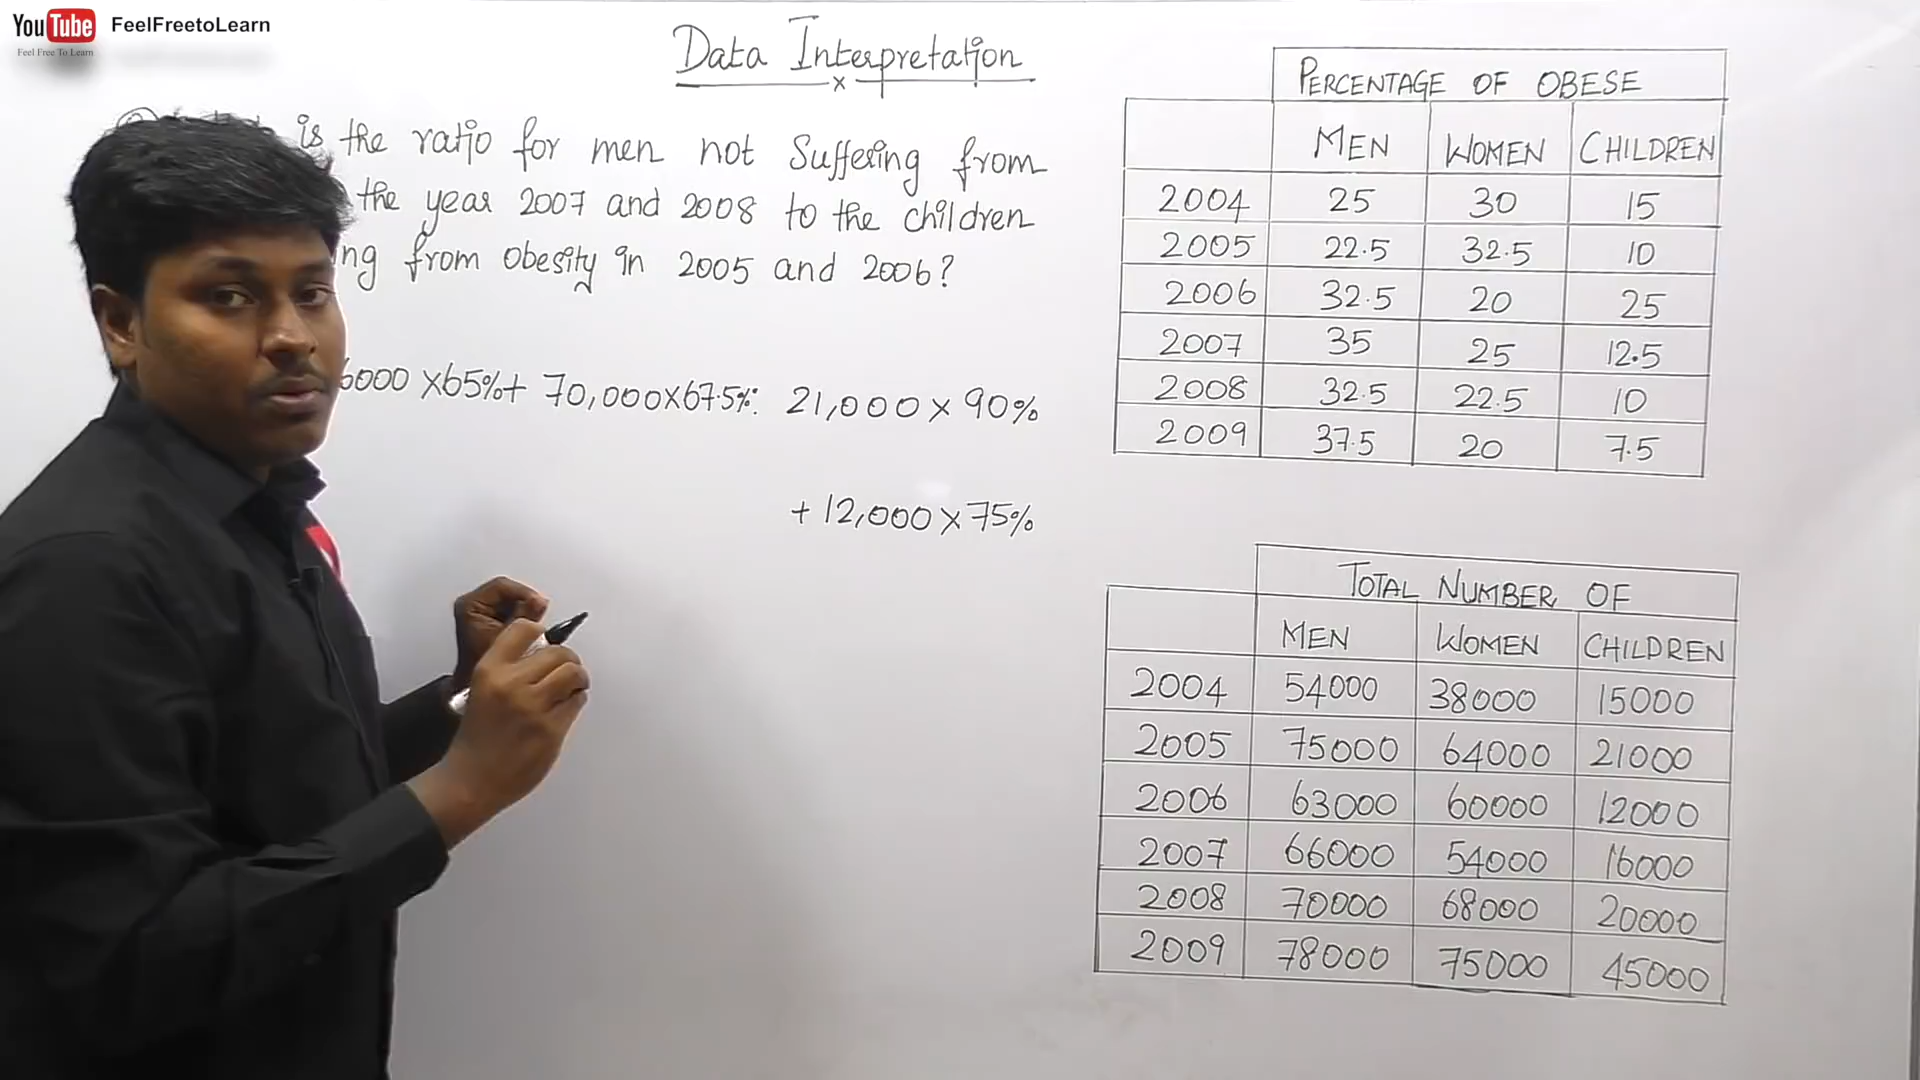 YouTube FeelFreetoLearn
Feel Free To Learn
Data Interpretation
x
is the ratio for men not Suffering from
the year 2007 and 2008 to the children
ng from obesity in 2005 and 2006?
6000 x65%+ 70,000x67.5%: 21,000 x 90%
+ 12,000 x 75%
PERCENTAGE OF OBESE
MEN WOMEN CHILDREN
2004 25 30 15
2005 22.5 32.5 10
2006 32.5 20 25
2007 35 25 12.5
2008 32.5 22.5 10
2009 37.5 20 7.5
TOTAL NUMBER OF
MEN WOMEN CHILDREN
2004 54000 38000 15000
2005 75000 64000 21000
2006 63000 60000 12000
2007 66000 54000 16000
2008 70000 68000 20000
2009 78000 75000 45000